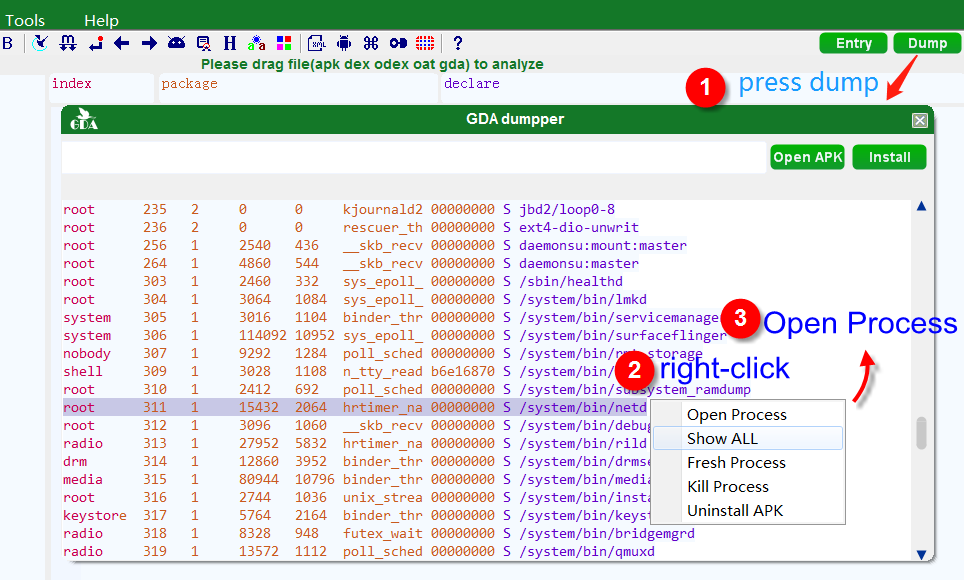 Tools Help
B H a a XML ? Entry Dump
Please drag file(apk dex odex oat gda) to analyze
index package declare
1 press dump
GDA GDA dumpper
Open APK Install
root 235 2 0 0 kjournald2 00000000 S jbd2/loop0-8
root 236 2 0 0 rescuer_th 00000000 S ext4-dio-unwrit
root 256 1 2540 436 __skb_recv 00000000 S daemonsu:mount:master
root 264 1 4860 544 __skb_recv 00000000 S daemonsu:master
root 303 1 2460 332 sys_epoll_ 00000000 S /sbin/healthd
root 304 1 3064 1084 sys_epoll_ 00000000 S /system/bin/lmkd
system 305 1 3016 1104 binder_thr 00000000 S /system/bin/servicemanage
system 306 1 114092 10952 sys_epoll_ 00000000 S /system/bin/surfaceflinger
3 Open Process
nobody 307 1 9292 1284 poll_sched 00000000 S /system/bin/rmt_storage
shell 309 1 3028 1108 n_tty_read b6e16870 S /system/bin/
2 right-click
root 310 1 2412 692 poll_sched 00000000 S /system/bin/subsystem_ramdump
root 311 1 15432 2064 hrtimer_na 00000000 S /system/bin/netd
root 312 1 3096 1060 __skb_recv 00000000 S /system/bin/debug
radio 313 1 27952 5832 hrtimer_na 00000000 S /system/bin/rild
drm 314 1 12860 3952 binder_thr 00000000 S /system/bin/drmse
media 315 1 80944 10796 binder_thr 00000000 S /system/bin/media
root 316 1 2744 1036 unix_strea 00000000 S /system/bin/insta
keystore 317 1 5764 2164 binder_thr 00000000 S /system/bin/keyst
radio 318 1 8328 948 futex_wait 00000000 S /system/bin/bridgemgrd
radio 319 1 13572 1112 poll_sched 00000000 S /system/bin/qmuxd
Open Process
Show ALL
Fresh Process
Kill Process
Uninstall APK